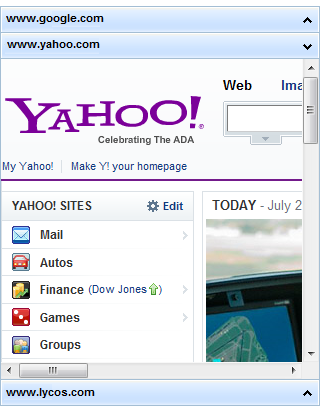 www.google.com
www.yahoo.com
YAHOO!
Celebrating The ADA
Web Ima
My Yahoo! Make Y! your homepage
YAHOO! SITES Edit
TODAY - July 2
Mail
Autos
Finance (Dow Jones)
Games
Groups
www.lycos.com